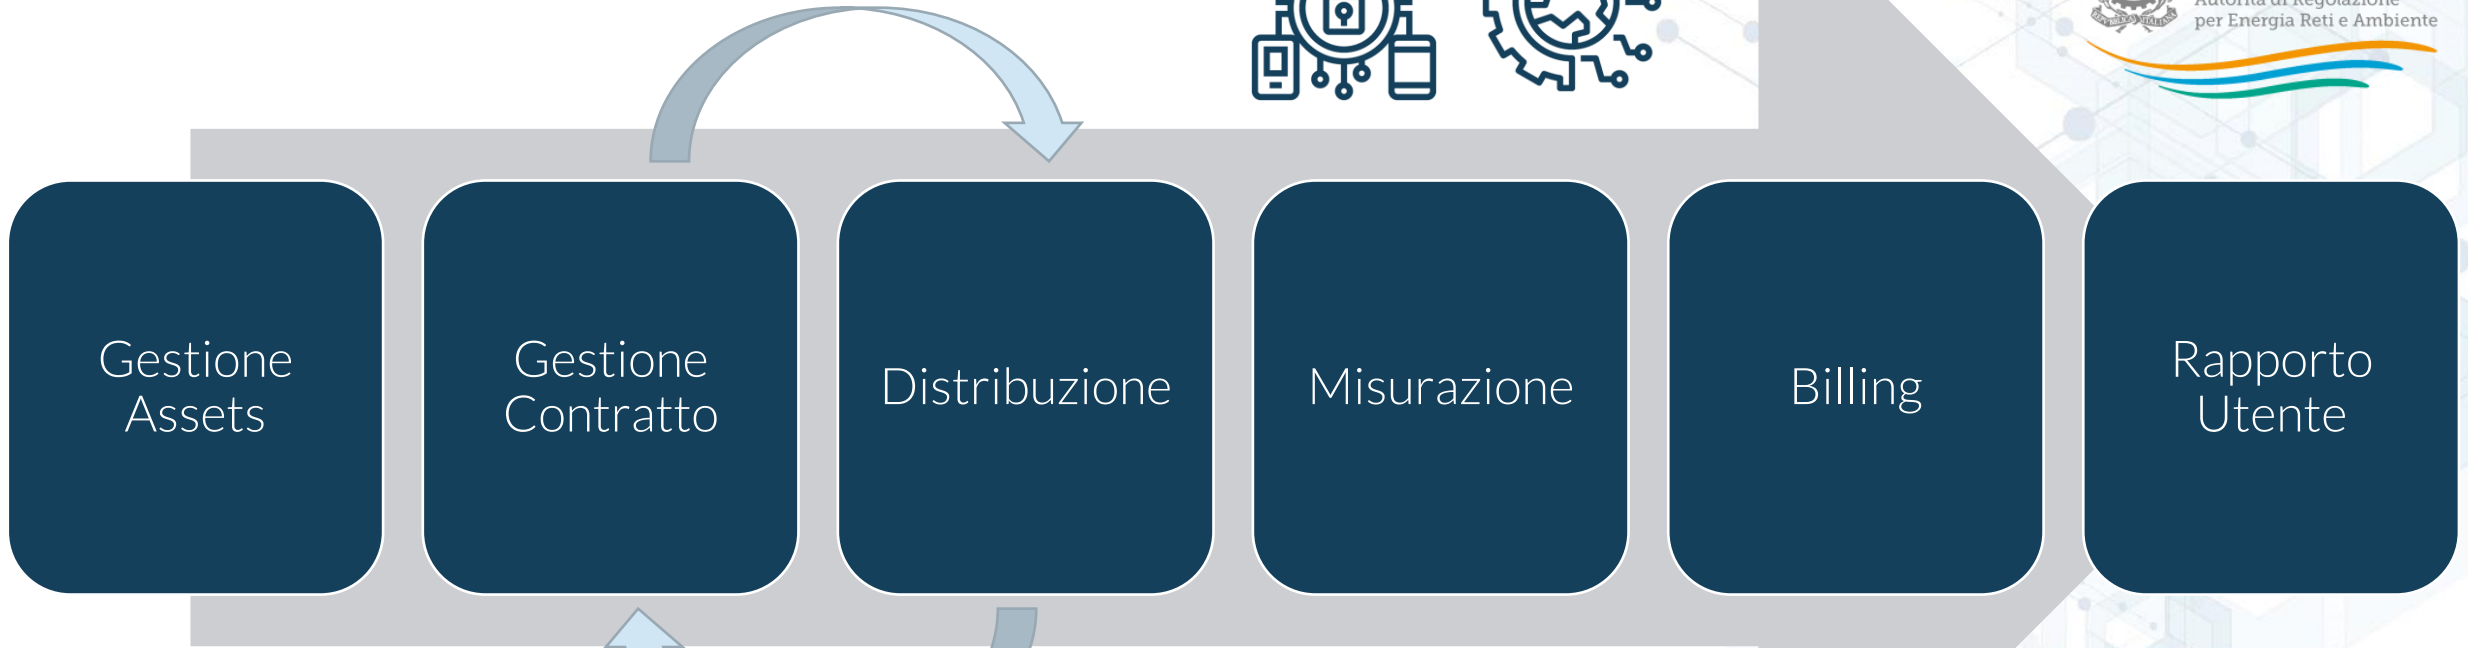 Autorità di Regolazione
per Energia Reti e Ambiente
Gestione
Assets
Gestione
Contratto
Distribuzione
Misurazione
Billing
Rapporto
Utente